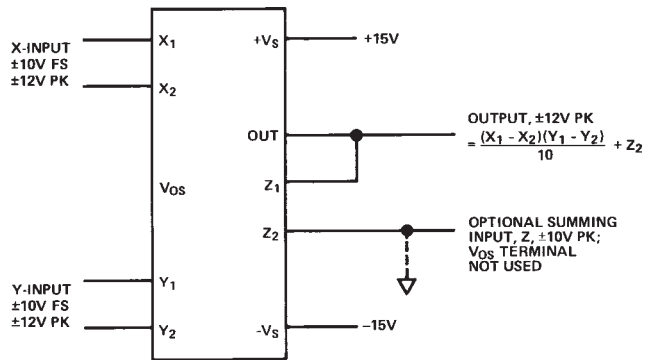 X-INPUT
±10V FS
±12V PK
X1
X2
+VS
+15V
OUT
OUTPUT, ±12V PK
= (X1 - X2)(Y1 - Y2)
10
+ Z2
Z1
VOS
Z2
OPTIONAL SUMMING
INPUT, Z, ±10V PK;
VOS TERMINAL
NOT USED
Y-INPUT
±10V FS
±12V PK
Y1
Y2
-VS
-15V